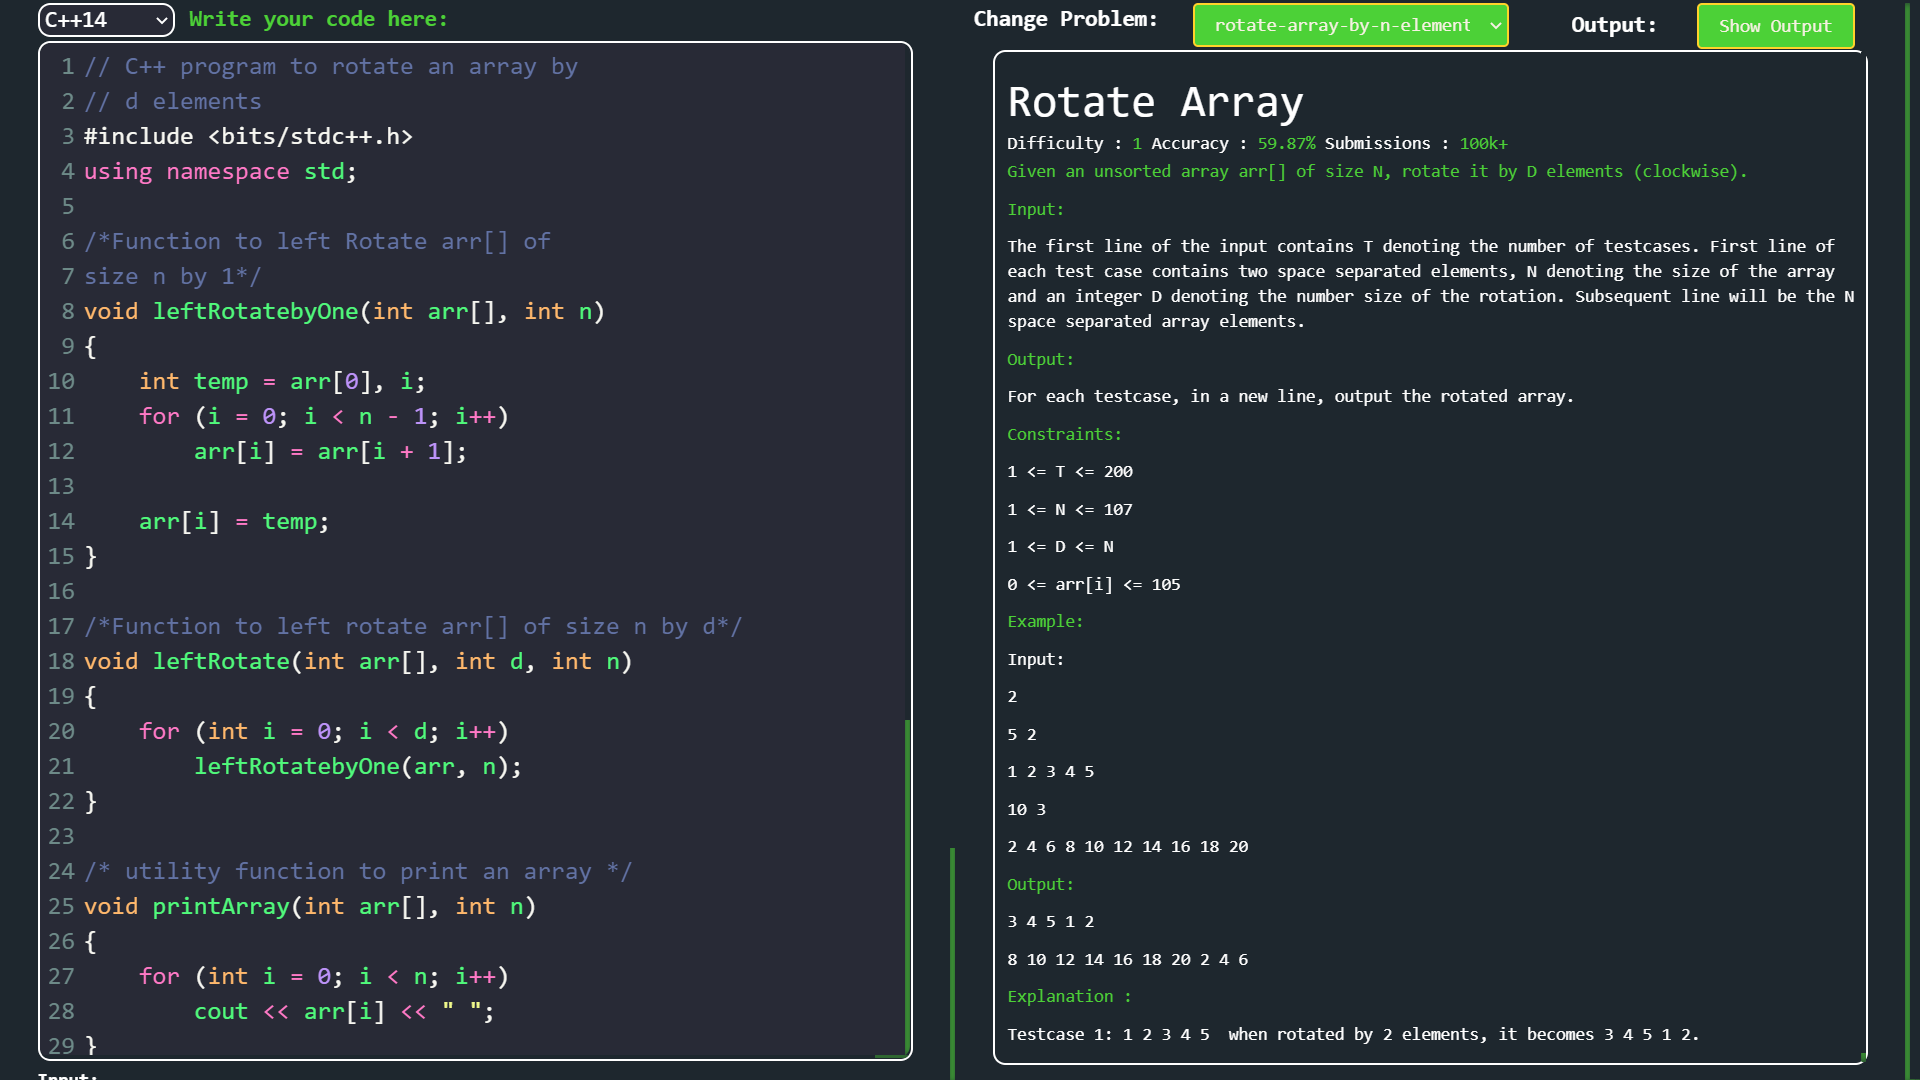 C++14
Write your code here:
1 // C++ program to rotate an array by
2 // d elements
3 #include <bits/stdc++.h>
4 using namespace std;
5
6 /*Function to left Rotate arr[] of
7 size n by 1*/
8 void leftRotatebyOne(int arr[], int n)
9 {
10     int temp = arr[0], i;
11     for (i = 0; i < n - 1; i++)
12         arr[i] = arr[i + 1];
13
14     arr[i] = temp;
15 }
16
17 /*Function to left rotate arr[] of size n by d*/
18 void leftRotate(int arr[], int d, int n)
19 {
20     for (int i = 0; i < d; i++)
21         leftRotatebyOne(arr, n);
22 }
23
24 /* utility function to print an array */
25 void printArray(int arr[], int n)
26 {
27     for (int i = 0; i < n; i++)
28         cout << arr[i] << " ";
29 }
Input:
Change Problem:
rotate-array-by-n-element
Output:
Show Output
Rotate Array
Difficulty : 1 Accuracy : 59.87% Submissions : 100k+
Given an unsorted array arr[] of size N, rotate it by D elements (clockwise).
Input:
The first line of the input contains T denoting the number of testcases. First line of
each test case contains two space separated elements, N denoting the size of the array
and an integer D denoting the number size of the rotation. Subsequent line will be the N
space separated array elements.
Output:
For each testcase, in a new line, output the rotated array.
Constraints:
1 <= T <= 200
1 <= N <= 107
1 <= D <= N
0 <= arr[i] <= 105
Example:
Input:
2
5 2
1 2 3 4 5
10 3
2 4 6 8 10 12 14 16 18 20
Output:
3 4 5 1 2
8 10 12 14 16 18 20 2 4 6
Explanation :
Testcase 1: 1 2 3 4 5  when rotated by 2 elements, it becomes 3 4 5 1 2.